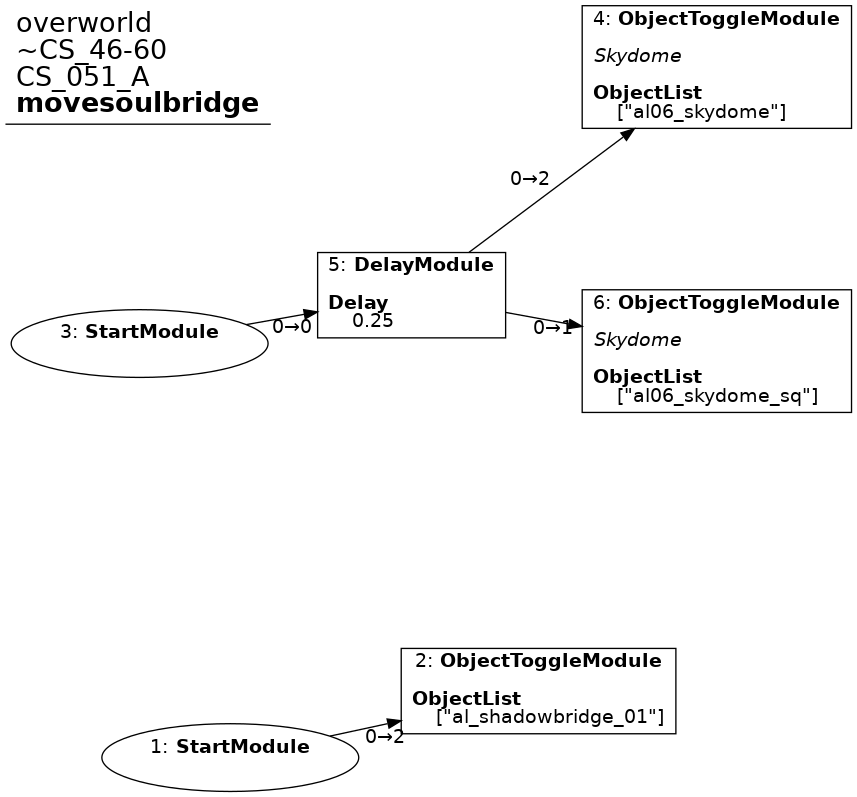 overworld
~CS_46-60
CS_051_A
movesoulbridge
4: ObjectToggleModule
Skydome
ObjectList
["al06_skydome"]
0→2
5: DelayModule
Delay
0.25
3: StartModule
0→0
0→1
6: ObjectToggleModule
Skydome
ObjectList
["al06_skydome_sq"]
2: ObjectToggleModule
ObjectList
["al_shadowbridge_01"]
1: StartModule
0→2